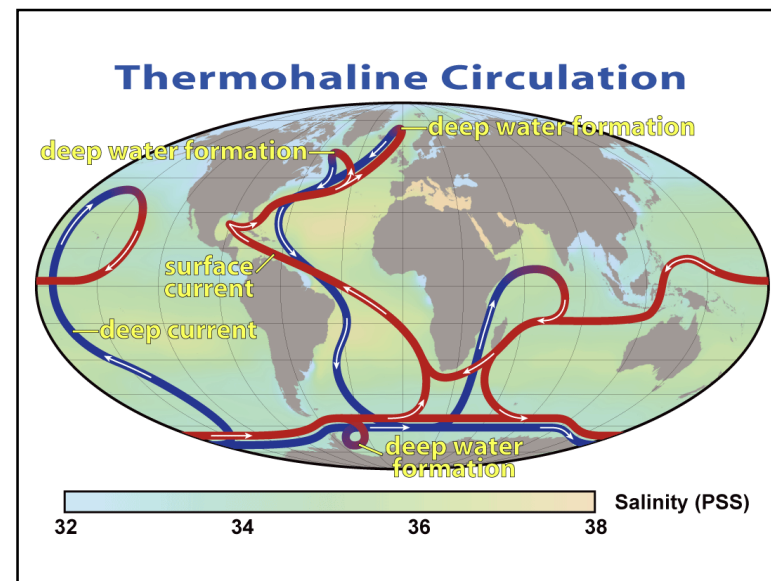 Thermohaline Circulation
deep water formation
deep water formation
surface
current
deep current
deep water
formation
Salinity (PSS)
32 34 36 38